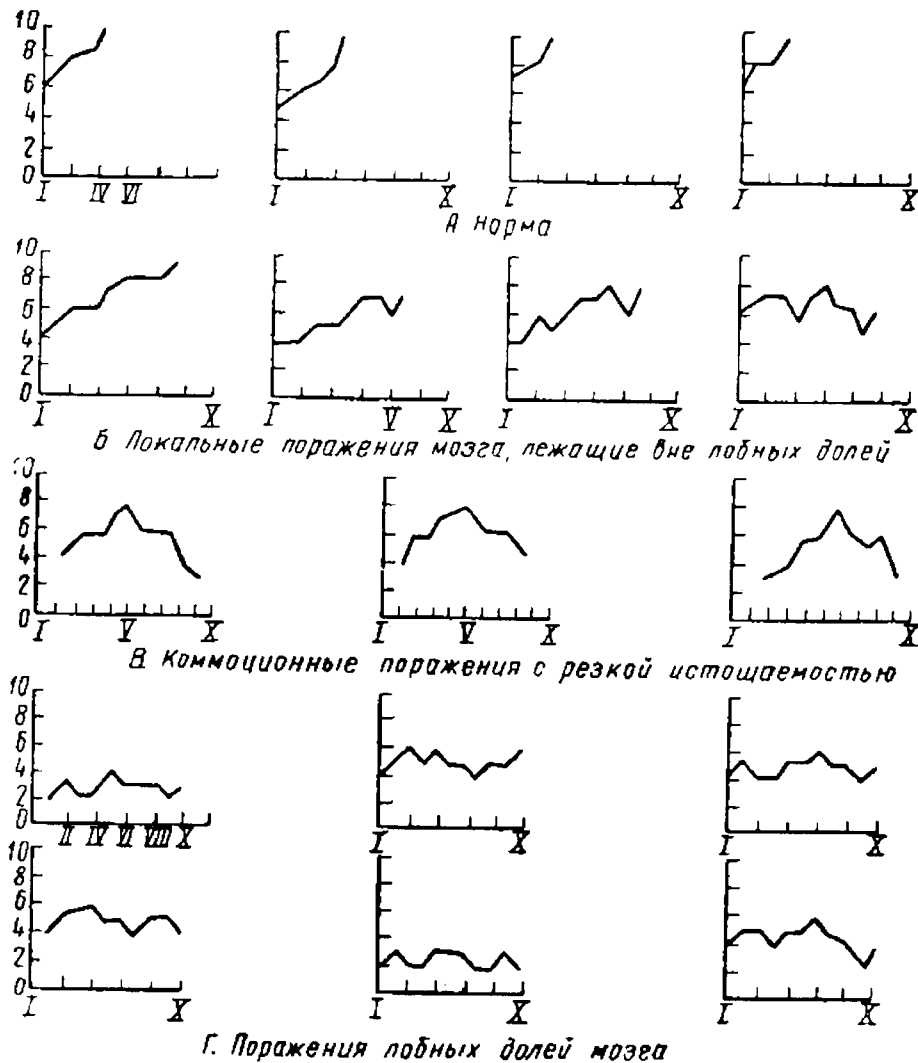 10
8
6
4
2
0
I IV VI
I X
I X
I X
А норма
10
8
6
4
2
0
I X
I V X
I X
I X
Б Локальные поражения мозга, лежащие вне лобных долей
10
8
6
4
2
0
I V X
I V X
I X
В. Коммоционные поражения с резкой истощаемостью
10
8
6
4
2
0
II IV VI VIII X
I X
I X
10
8
6
4
2
0
I X
I X
I X
Г. Поражения лобных долей мозга